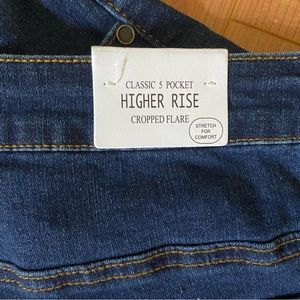 CLASSIC 5 POCKET
HIGHER RISE
CROPPED FLARE
STRETCH
FOR
COMFORT